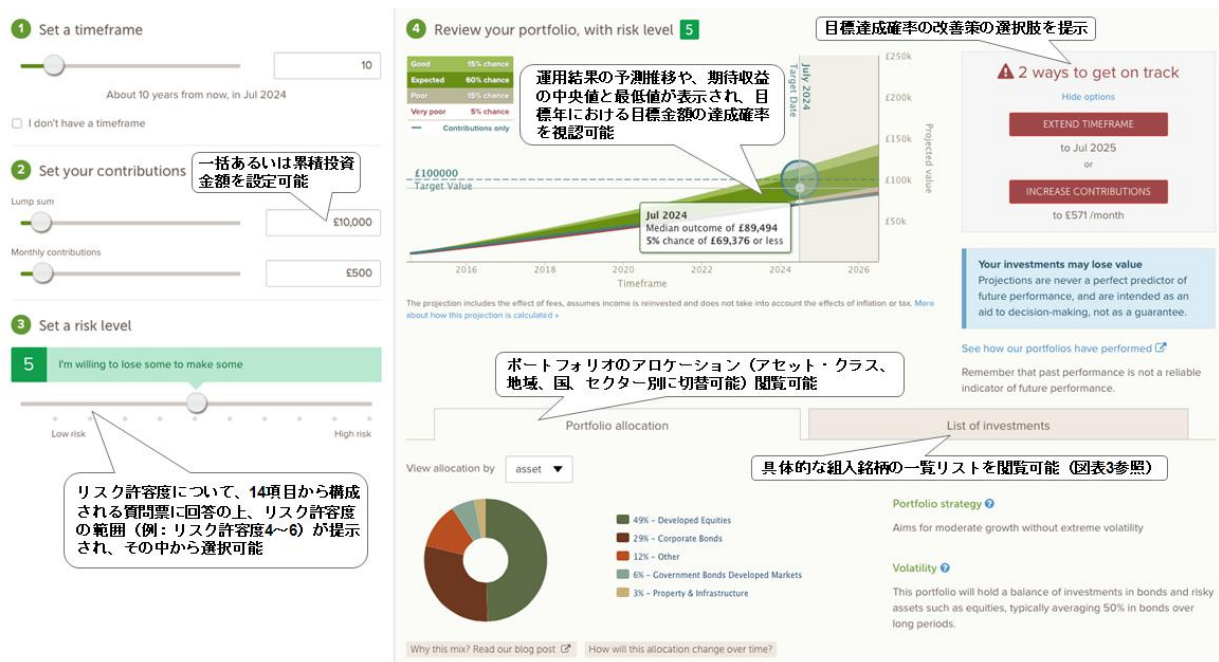 1 Set a timeframe
10
About 10 years from now, in Jul 2024
I don't have a timeframe
2 Set your contributions
一括あるいは累積投資
金額を設定可能
Lump sum
£10,000
Monthly contributions
£500
3 Set a risk level
5 I'm willing to lose some to make some
Low risk
High risk
リスク許容度について、14項目から構成
される質問票に回答の上、リスク許容度
の範囲（例：リスク許容度4～6）が提示
され、その中から選択可能
4 Review your portfolio, with risk level 5
目標達成確率の改善策の選択肢を提示
Good 15% chance
Expected 60% chance
Poor 15% chance
Very poor 5% chance
Contributions only
運用結果の予測推移や、期待収益
の中央値と最低値が表示され、目
標年における目標金額の達成確率
を視認可能
July 2024
Target Date
£250k
£200k
£150k
£100k
£50k
Projected value
£100000
Target Value
Jul 2024
Median outcome of £89,494
5% chance of £69,376 or less
2016 2018 2020 2022 2024 2026
Timeframe
The projection includes the effect of fees, assumes income is reinvested and does not take into account the effects of inflation or tax. More
about how this projection is calculated »
2 ways to get on track
Hide options
EXTEND TIMEFRAME
to Jul 2025
or
INCREASE CONTRIBUTIONS
to £571 /month
Your investments may lose value
Projections are never a perfect predictor of
future performance, and are intended as an
aid to decision-making, not as a guarantee.
See how our portfolios have performed
Remember that past performance is not a reliable
indicator of future performance.
ポートフォリオのアロケーション（アセット・クラス、
地域、国、セクター別に切替可能）閲覧可能
Portfolio allocation
List of investments
具体的な組入銘柄の一覧リストを閲覧可能（図表3参照）
View allocation by asset ▼
49% - Developed Equities
29% - Corporate Bonds
12% - Other
6% - Government Bonds Developed Markets
3% - Property & Infrastructure
Portfolio strategy ?
Aims for moderate growth without extreme volatility
Volatility ?
This portfolio will hold a balance of investments in bonds and risky
assets such as equities, typically averaging 50% in bonds over
long periods.
Why this mix? Read our blog post
How will this allocation change over time?